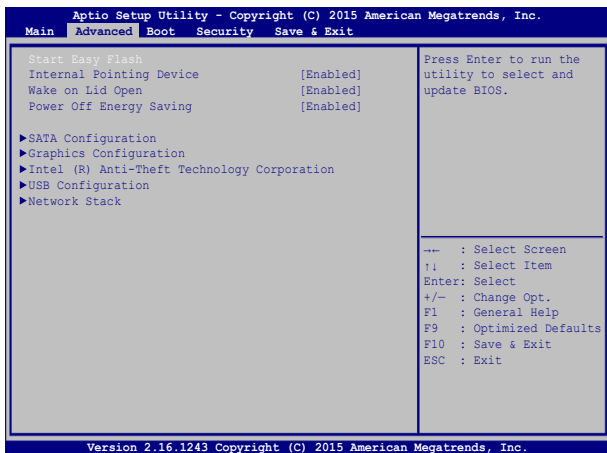 Aptio Setup Utility - Copyright (C) 2015 American Megatrends, Inc.
Main Advanced Boot Security Save & Exit
Start Easy Flash
Internal Pointing Device [Enabled]
Wake on Lid Open [Enabled]
Power Off Energy Saving [Enabled]
▶SATA Configuration
▶Graphics Configuration
▶Intel (R) Anti-Theft Technology Corporation
▶USB Configuration
▶Network Stack
Press Enter to run the
utility to select and
update BIOS.
→← : Select Screen
↑↓ : Select Item
Enter: Select
+/— : Change Opt.
F1 : General Help
F9 : Optimized Defaults
F10 : Save & Exit
ESC : Exit
Version 2.16.1243 Copyright (C) 2015 American Megatrends, Inc.